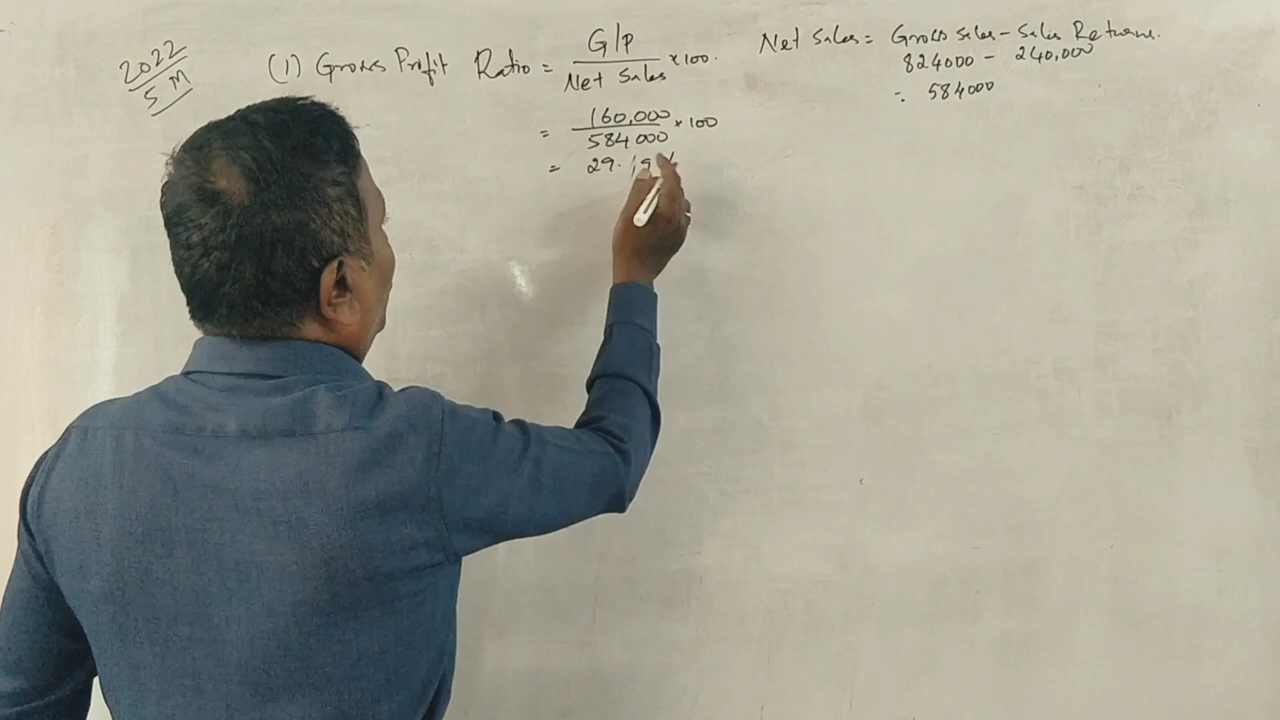 2022
5 M
(1) Gross Profit Ratio = G/P / Net Sales × 100.
= 160,000 / 584000 × 100
= 29.19
Net Sales = Gross Sales - Sales Returns.
824000 - 240,000
= 584000